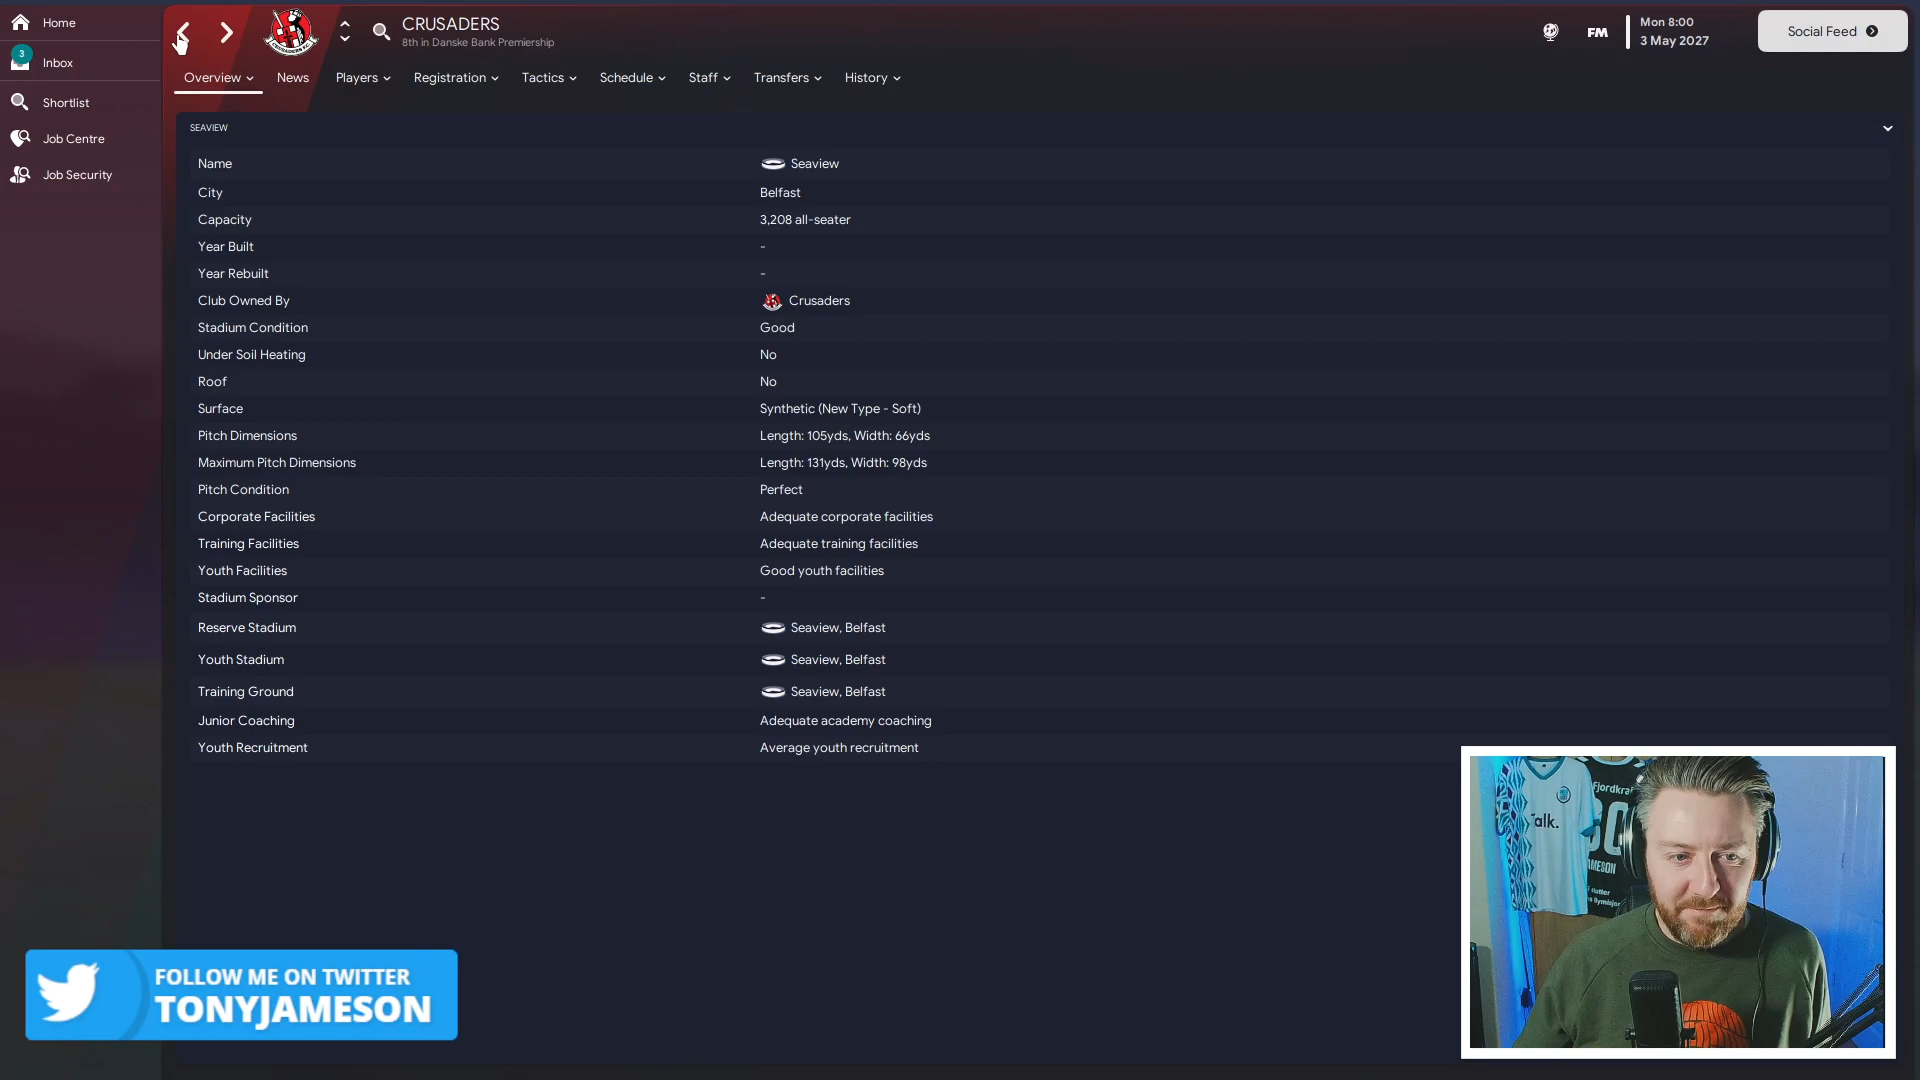 Home
3
Inbox
Shortlist
Job Centre
Job Security
CRUSADERS
8th in Danske Bank Premiership
FM
Mon 8:00
3 May 2027
Social Feed
Overview
News
Players
Registration
Tactics
Schedule
Staff
Transfers
History
SEAVIEW
Name Seaview
City Belfast
Capacity 3,208 all-seater
Year Built -
Year Rebuilt -
Club Owned By Crusaders
Stadium Condition Good
Under Soil Heating No
Roof No
Surface Synthetic (New Type - Soft)
Pitch Dimensions Length: 105yds, Width: 66yds
Maximum Pitch Dimensions Length: 131yds, Width: 98yds
Pitch Condition Perfect
Corporate Facilities Adequate corporate facilities
Training Facilities Adequate training facilities
Youth Facilities Good youth facilities
Stadium Sponsor -
Reserve Stadium Seaview, Belfast
Youth Stadium Seaview, Belfast
Training Ground Seaview, Belfast
Junior Coaching Adequate academy coaching
Youth Recruitment Average youth recruitment
FOLLOW ME ON TWITTER
TONYJAMESON